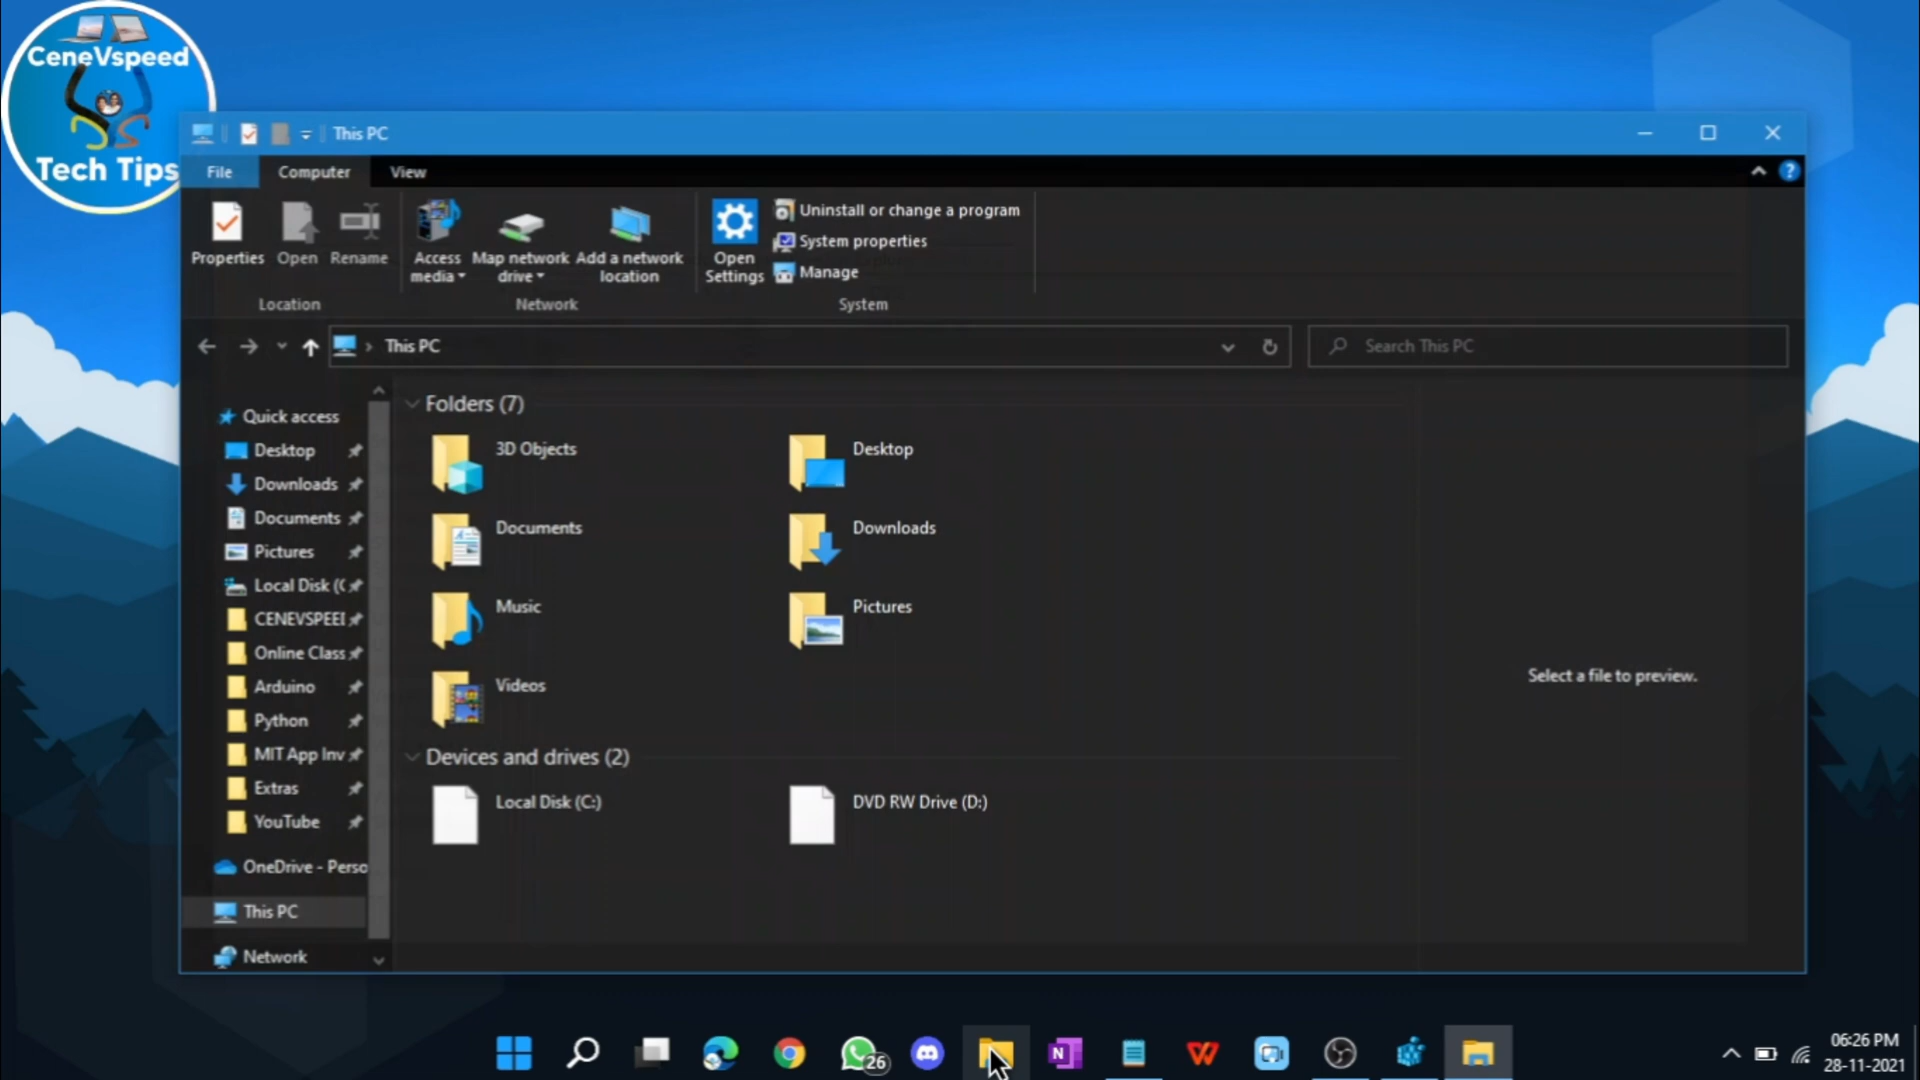 CeneVspeed
Tech Tips
This PC
File Computer View
Uninstall or change a program
System properties
Manage
Properties Open Rename
Access media
Map network drive
Add a network location
Open Settings
Location Network System
This PC
Search This PC
Quick access
Desktop
Downloads
Documents
Pictures
Local Disk (C
CENEVSPEEI
Online Class
Arduino
Python
MIT App Inv
Extras
YouTube
OneDrive - Perso
This PC
Network
Folders (7)
3D Objects
Desktop
Documents
Downloads
Music
Pictures
Videos
Devices and drives (2)
Local Disk (C:)
DVD RW Drive (D:)
Select a file to preview.
26
N
06:26 PM
28-11-2021